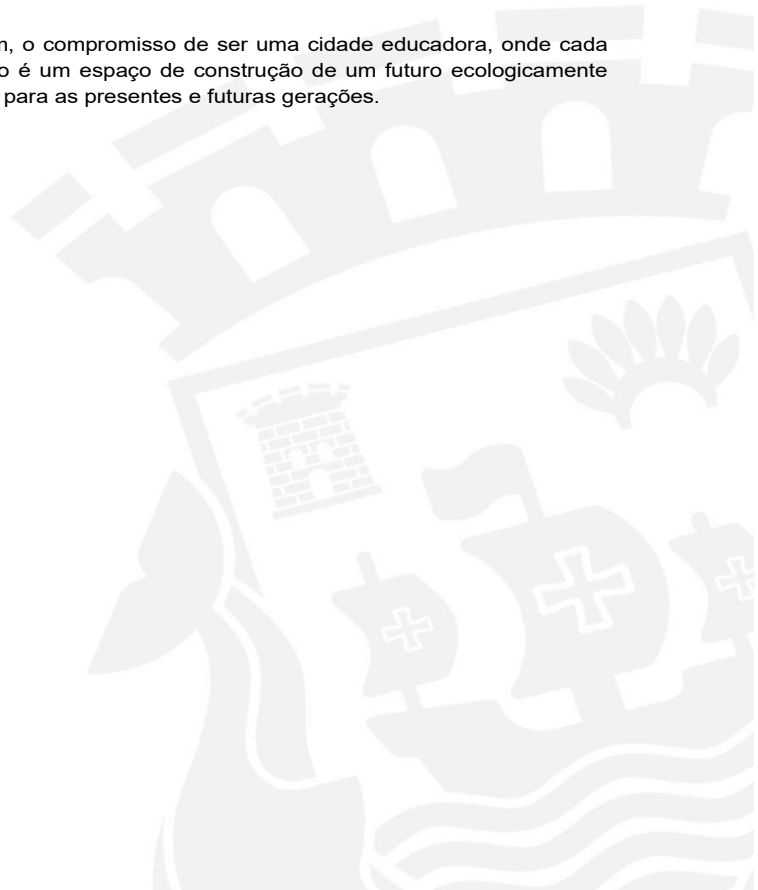 o compromisso de ser uma cidade educadora, onde cada
é um espaço de construção de um futuro ecologicamente
para as presentes e futuras gerações.